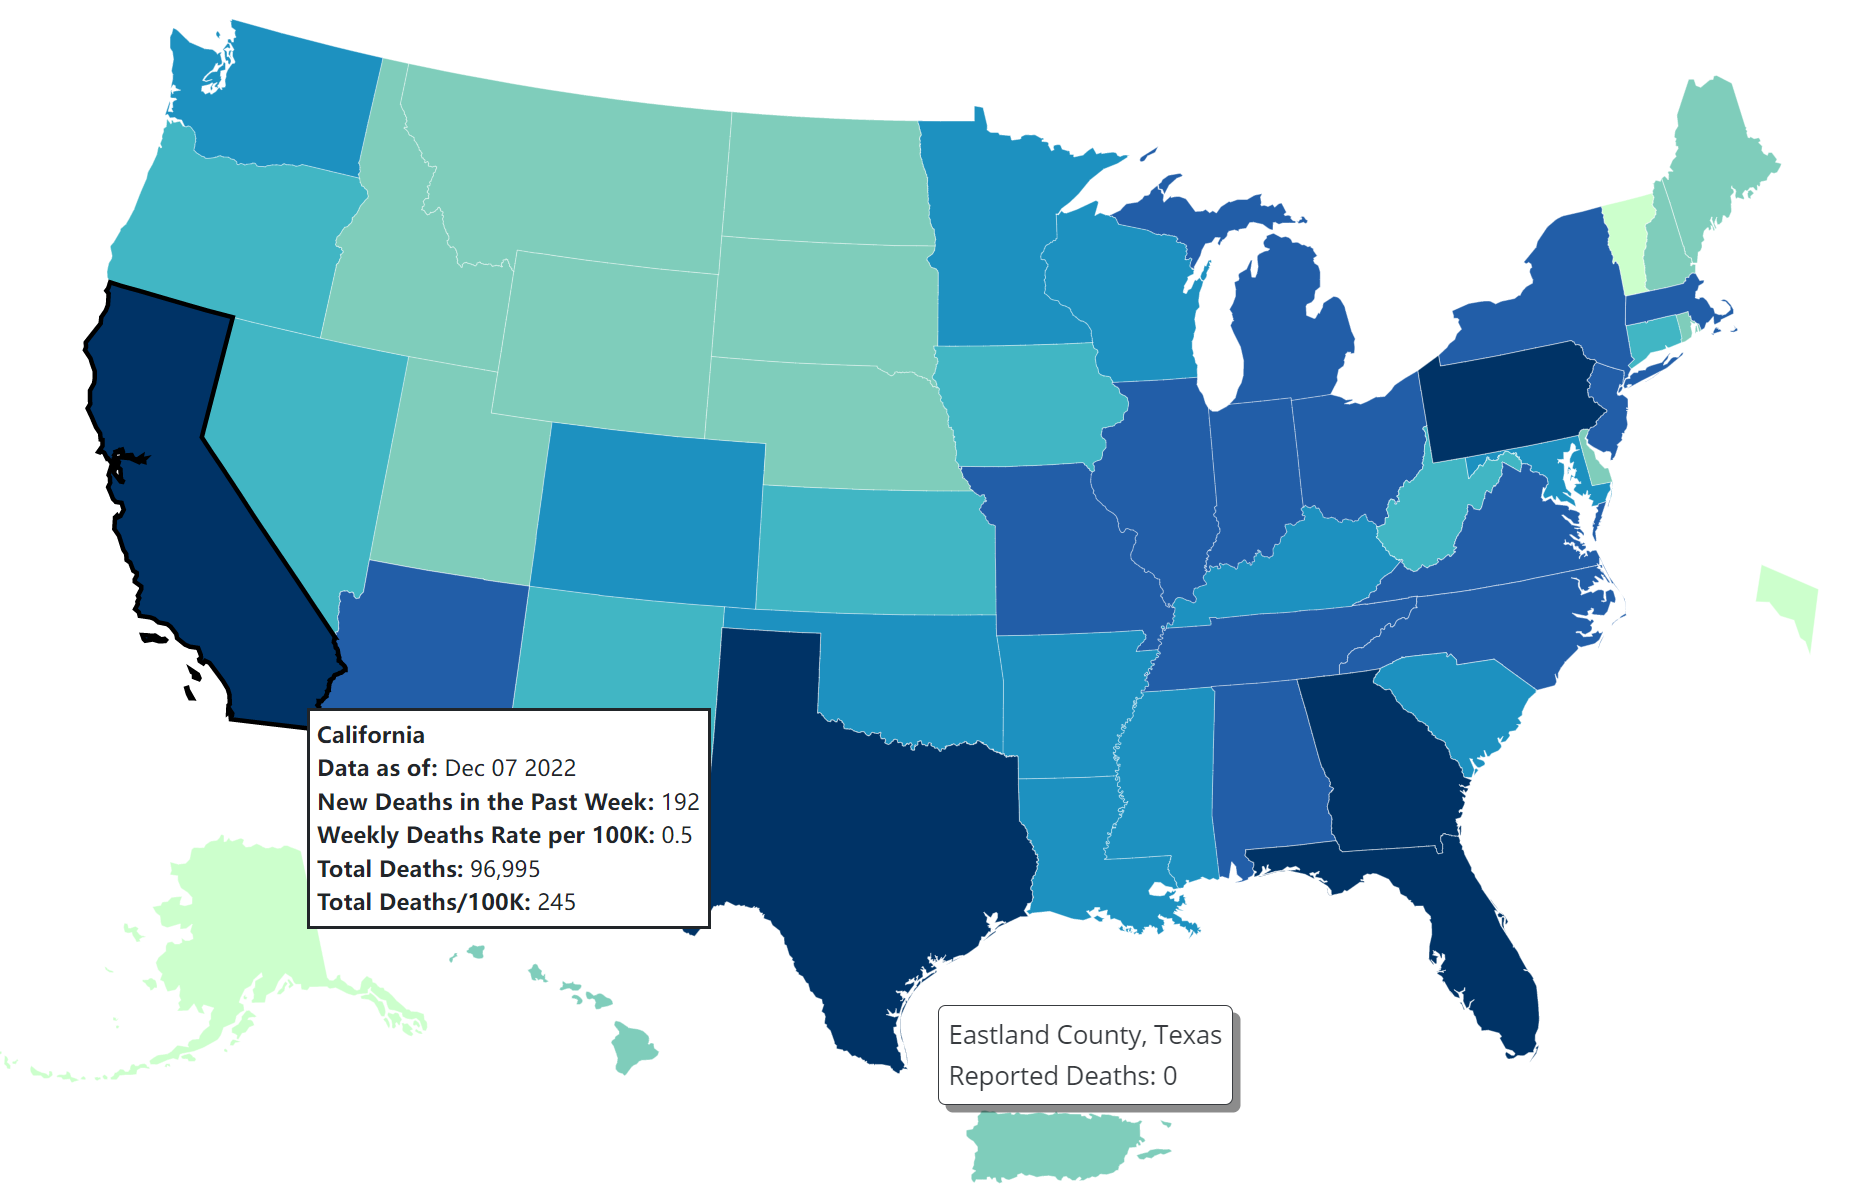 California
Data as of: Dec 07 2022
New Deaths in the Past Week: 192
Weekly Deaths Rate per 100K: 0.5
Total Deaths: 96,995
Total Deaths/100K: 245
Eastland County, Texas
Reported Deaths: 0